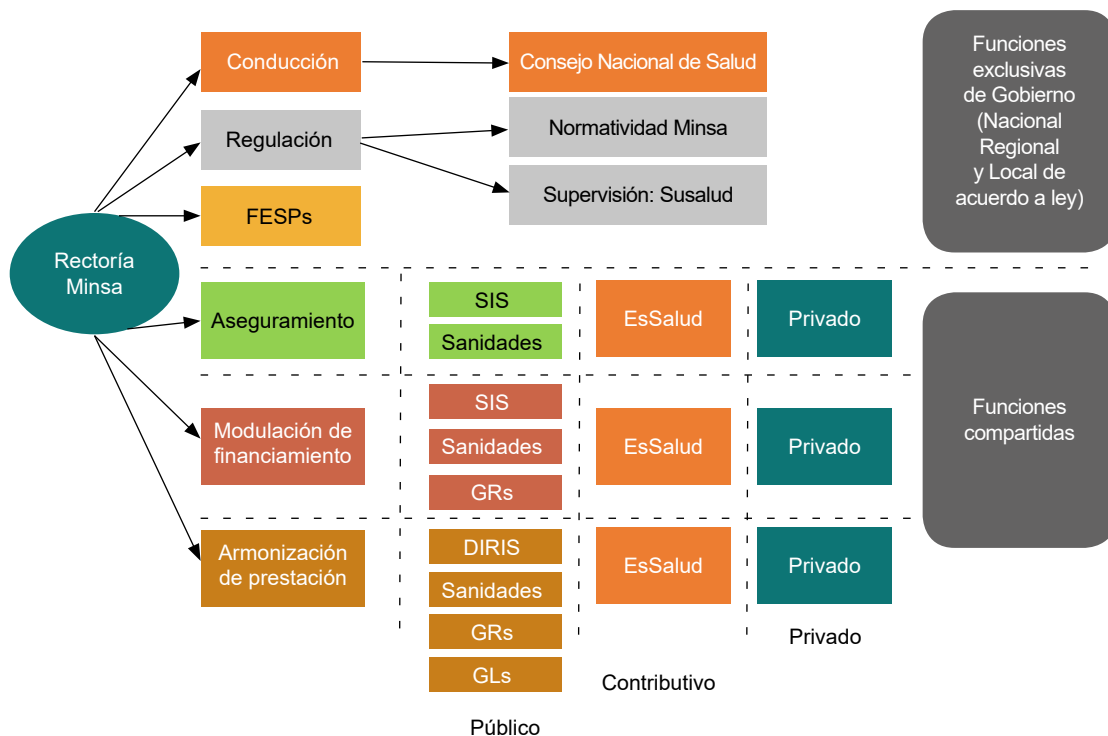 Conducción
Consejo Nacional de Salud
Funciones
exclusivas
de Gobierno
(Nacional
Regional
y Local de
acuerdo a ley)
Regulación
Normatividad Minsa
Supervisión: Susalud
FESPs
Rectoría
Minsa
Aseguramiento
SIS
Sanidades
EsSalud
Privado
Funciones
compartidas
Modulación de
financiamiento
SIS
Sanidades
GRs
EsSalud
Privado
Armonización
de prestación
DIRIS
Sanidades
GRs
GLs
EsSalud
Privado
Privado
Contributivo
Público